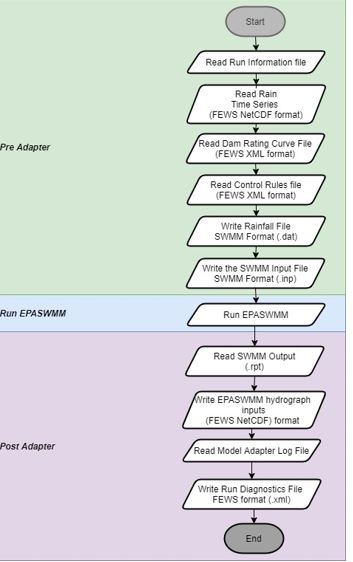 Start
Read Run Information file
Read Rain
Time Series
(FEWS NetCDF format)
Pre Adapter
Read Dam Rating Curve File
(FEWS XML format)
Read Control Rules file
(FEWS XML format)
Write Rainfall File
SWMM Format (.dat)
Write the SWMM Input File
SWMM Format (.inp)
Run EPASWMM
Run EPASWMM
Read SWMM Output
(.rpt)
Write EPASWMM hydrograph
inputs
(FEWS NetCDF) format
Post Adapter
Read Model Adapter Log File
Write Run Diagnostics File
FEWS format (.xml)
End